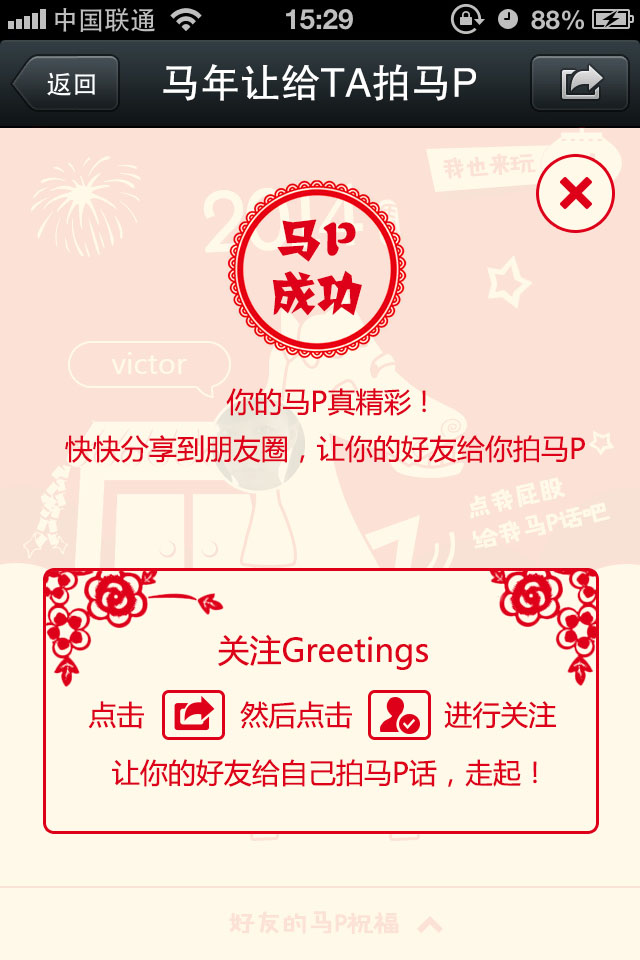 中国联通 15:29 88%
返回 马年让给TA拍马P
我也来玩
2014
马P
成功
victor
你的马P真精彩！
快快分享到朋友圈，让你的好友给你拍马P
点我屁股
给我马P话吧
关注Greetings
点击 然后点击 进行关注
让你的好友给自己拍马P话，走起！
好友的马P祝福